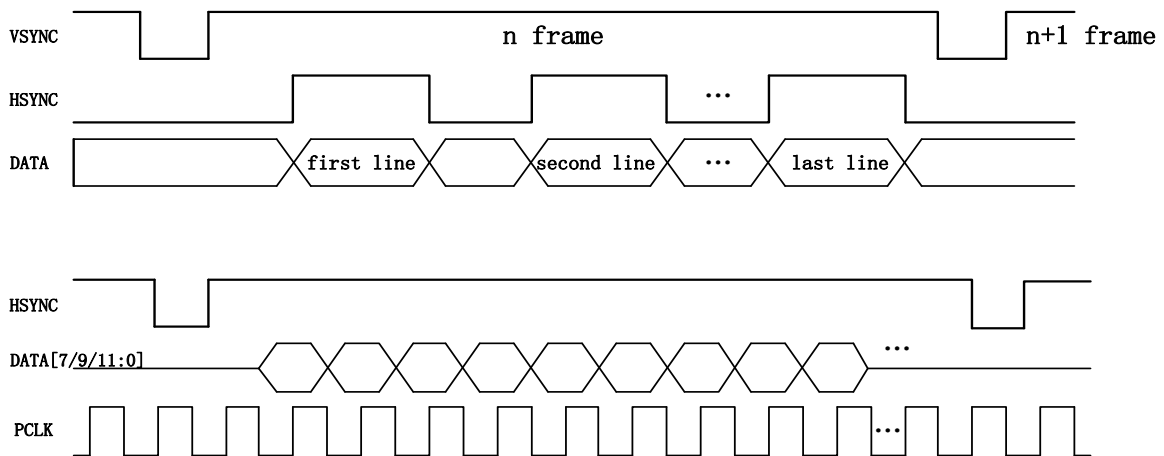 VSYNC n frame n+1 frame
HSYNC ...
DATA first line second line ... last line
HSYNC
DATA[7/9/11:0] ...
PCLK ...